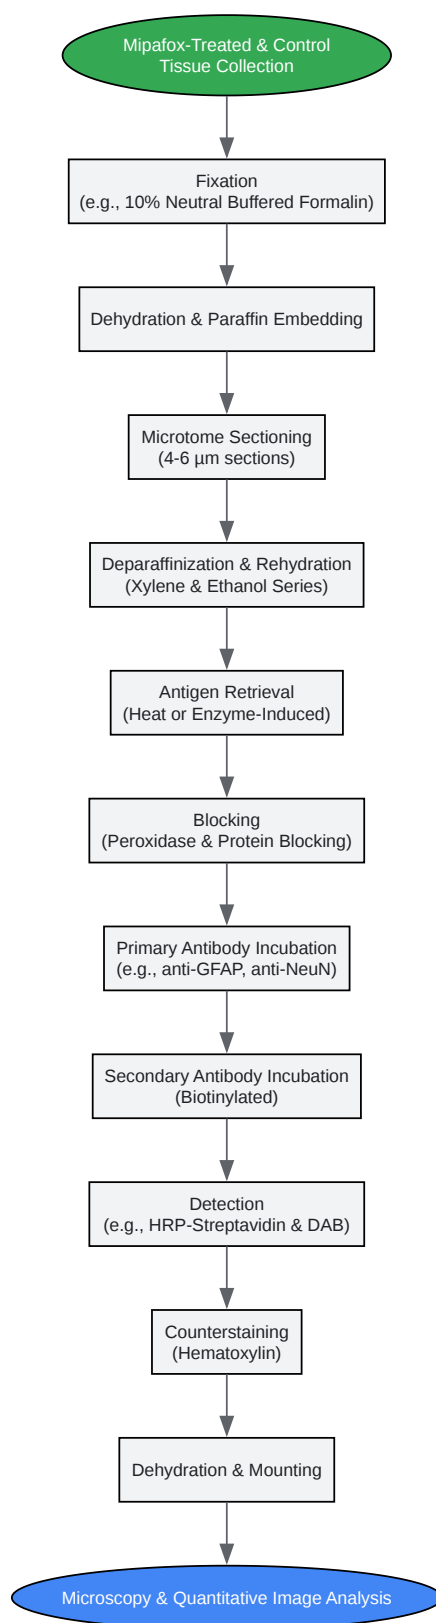 Mipafox-Treated & Control
Tissue Collection
Fixation
(e.g., 10% Neutral Buffered Formalin)
Dehydration & Paraffin Embedding
Microtome Sectioning
(4-6 µm sections)
Deparaffinization & Rehydration
(Xylene & Ethanol Series)
Antigen Retrieval
(Heat or Enzyme-Induced)
Blocking
(Peroxidase & Protein Blocking)
Primary Antibody Incubation
(e.g., anti-GFAP, anti-NeuN)
Secondary Antibody Incubation
(Biotinylated)
Detection
(e.g., HRP-Streptavidin & DAB)
Counterstaining
(Hematoxylin)
Dehydration & Mounting
Microscopy & Quantitative Image Analysis